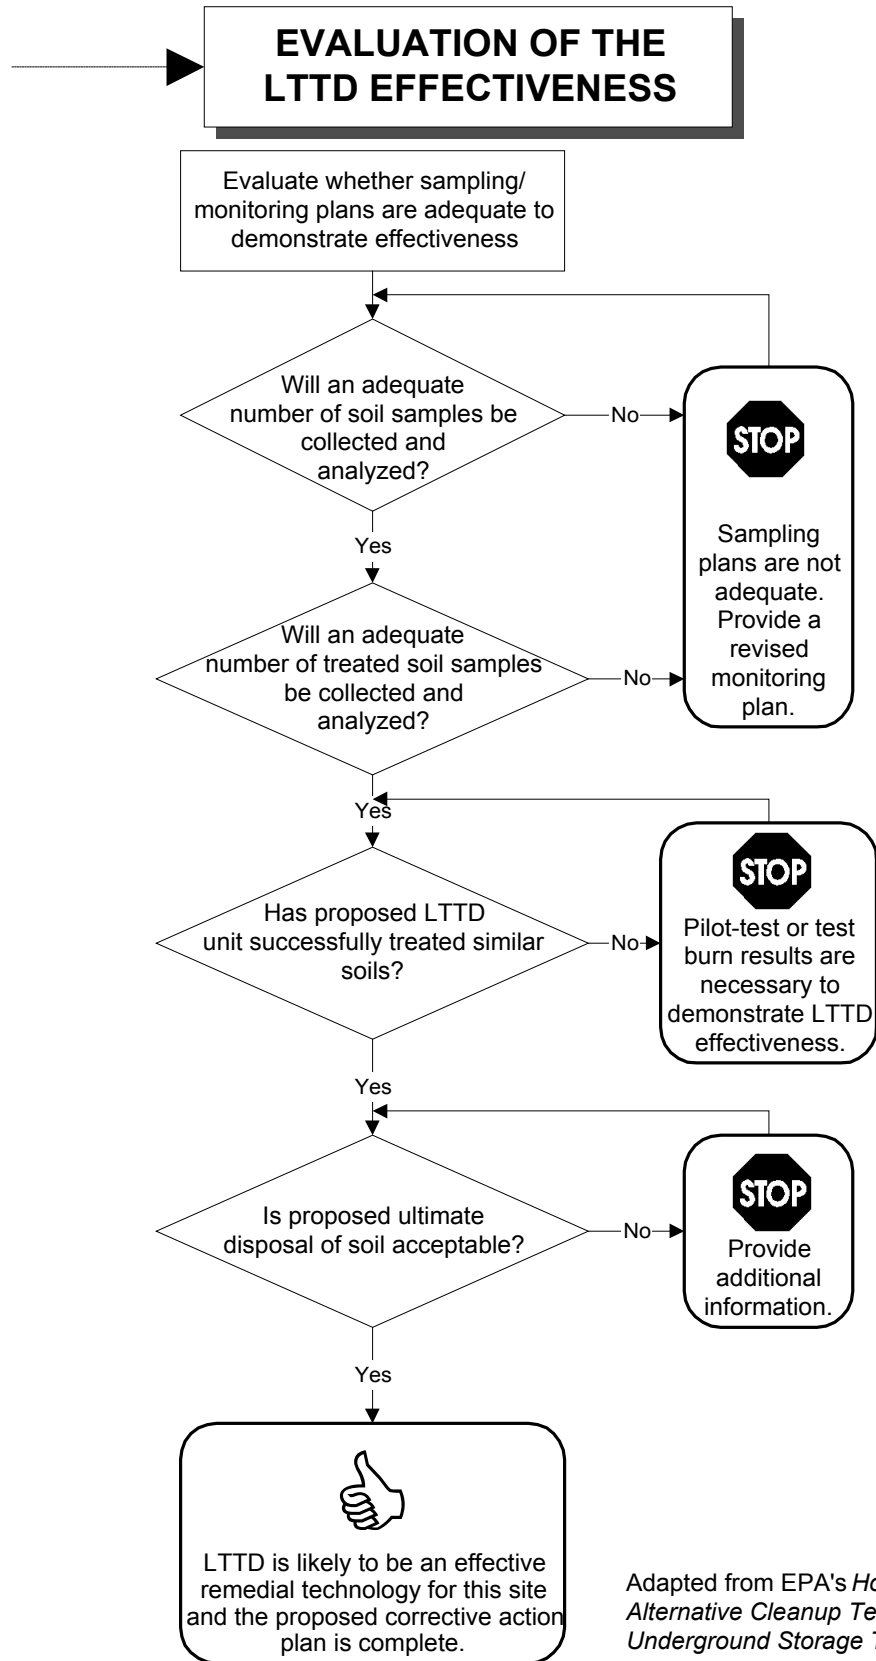 EVALUATION OF THE
LTTD EFFECTIVENESS
Evaluate whether sampling/
monitoring plans are adequate to
demonstrate effectiveness
Will an adequate
number of soil samples be
collected and
analyzed?
No
STOP
Sampling
plans are not
adequate.
Provide a
revised
monitoring
plan.
Yes
Will an adequate
number of treated soil samples
be collected and
analyzed?
No
Yes
Has proposed LTTD
unit successfully treated similar
soils?
No
STOP
Pilot-test or test
burn results are
necessary to
demonstrate LTTD
effectiveness.
Yes
Is proposed ultimate
disposal of soil acceptable?
No
STOP
Provide
additional
information.
Yes
LTTD is likely to be an effective
remedial technology for this site
and the proposed corrective action
plan is complete.
Adapted from EPA's
Alternative Cleanup
Underground Storage